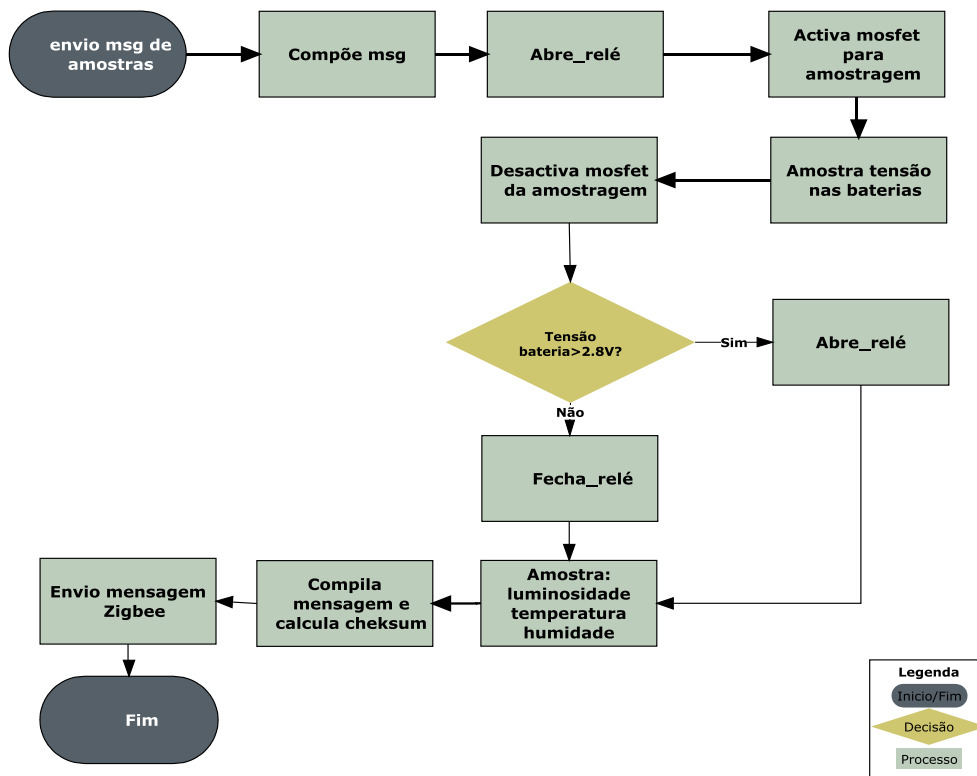 envio msg de
amostras
Compõe msg
Abre_relé
Activa mosfet
para
amostragem
Amostra tensão
nas baterias
Desactiva mosfet
da amostragem
Tensão
bateria>2.8V?
Sim
Abre_relé
Não
Fecha_relé
Amostra:
luminosidade
temperatura
humidade
Compila
mensagem e
calcula cheksum
Envio mensagem
Zigbee
Fim
Legenda
Inicio/Fim
Decisão
Processo